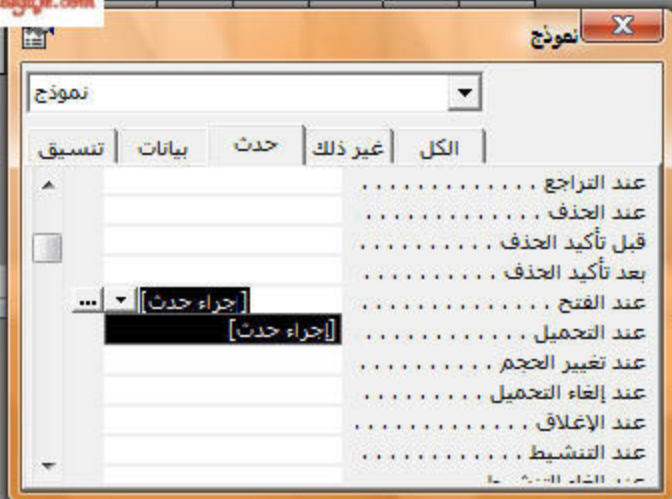 نموذج
نموذج
الكل غير ذلك حدث بيانات تنسيق
عند التراجع . . . . . . . . . . . . .
عند الحذف . . . . . . . . . . . . .
قبل تأكيد الحذف . . . . . . . . . .
بعد تأكيد الحذف . . . . . . . . . .
عند الفتح . . . . . . . . . . . . . . [إجراء حدث] ...
عند التحميل . . . . . . . . . . . . [إجراء حدث]
عند تغيير الحجم . . . . . . . . . .
عند إلغاء التحميل . . . . . . . . .
عند الإغلاق . . . . . . . . . . . . .
عند التنشيط . . . . . . . . . . . .